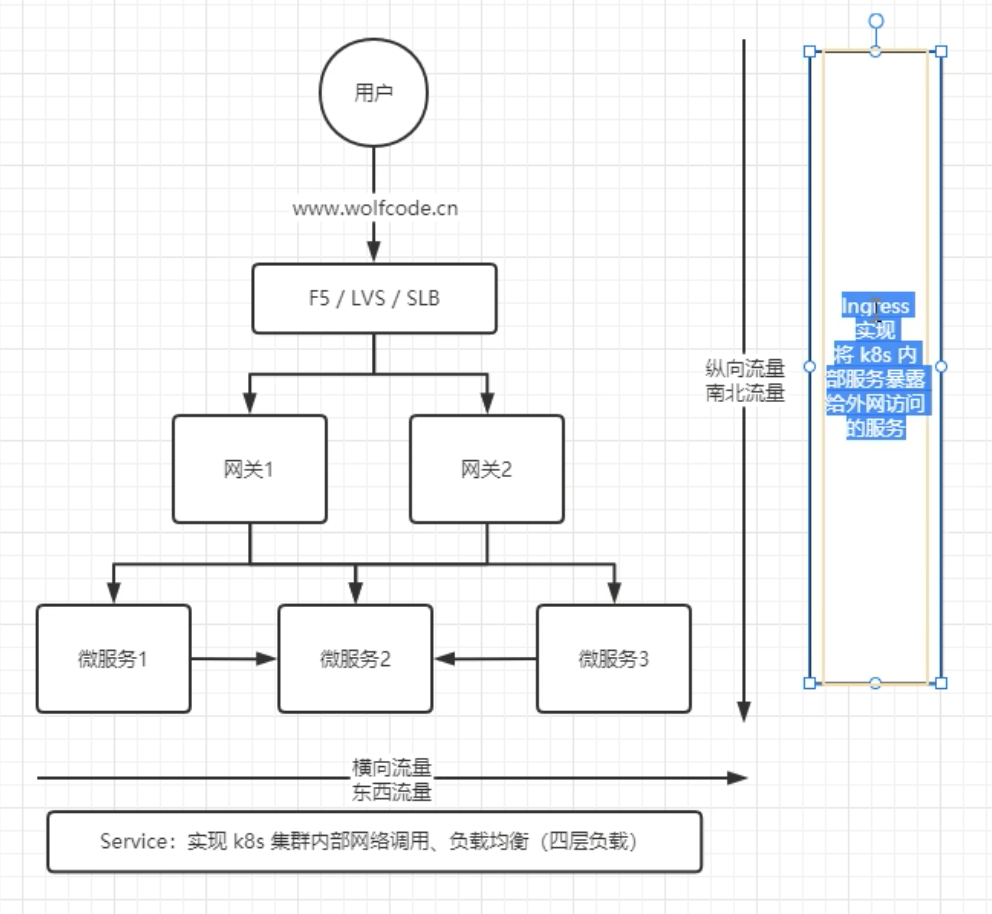 用户
www.wolfcode.cn
F5 / LVS / SLB
网关1
网关2
微服务1
微服务2
微服务3
横向流量
东西流量
Service：实现 k8s 集群内部网络调用、负载均衡（四层负载）
纵向流量
南北流量
Ingress
实现
将 k8s 内
部服务暴露
给外网访问
的服务